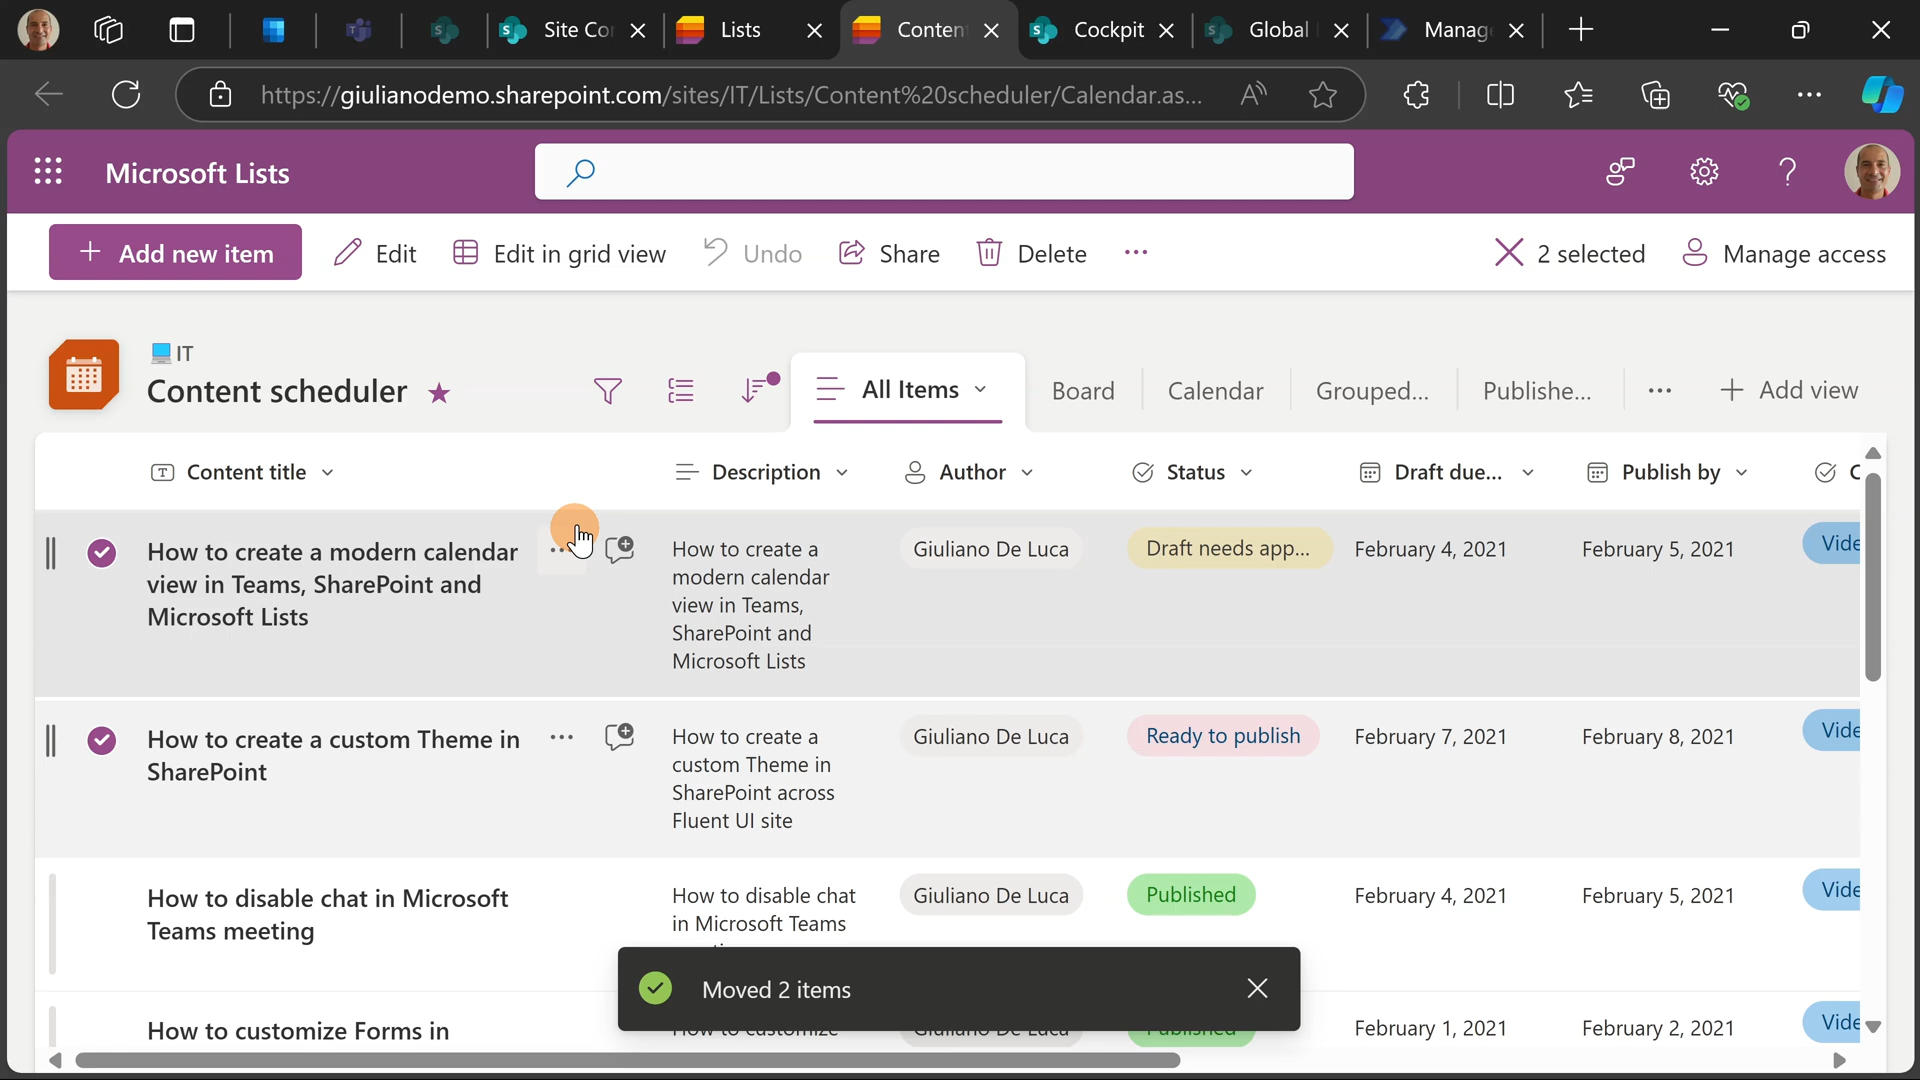 Site Co
Lists
Conten
Cockpit
Global
Manag
https://giulianodemo.sharepoint.com/sites/IT/Lists/Content%20scheduler/Calendar.as...
Microsoft Lists
Add new item
Edit
Edit in grid view
Undo
Share
Delete
2 selected
Manage access
IT
Content scheduler
All Items
Board
Calendar
Grouped...
Publishe...
Add view
Content title
Description
Author
Status
Draft due...
Publish by
C
How to create a modern calendar
view in Teams, SharePoint and
Microsoft Lists
How to create a
modern calendar
view in Teams,
SharePoint and
Microsoft Lists
Giuliano De Luca
Draft needs app...
February 4, 2021
February 5, 2021
Vide
How to create a custom Theme in
SharePoint
How to create a
custom Theme in
SharePoint across
Fluent UI site
Giuliano De Luca
Ready to publish
February 7, 2021
February 8, 2021
Vide
How to disable chat in Microsoft
Teams meeting
How to disable chat
in Microsoft Teams
Giuliano De Luca
Published
February 4, 2021
February 5, 2021
Vide
Moved 2 items
How to customize Forms in
How to customize
Giuliano De Luca
Published
February 1, 2021
February 2, 2021
Vide